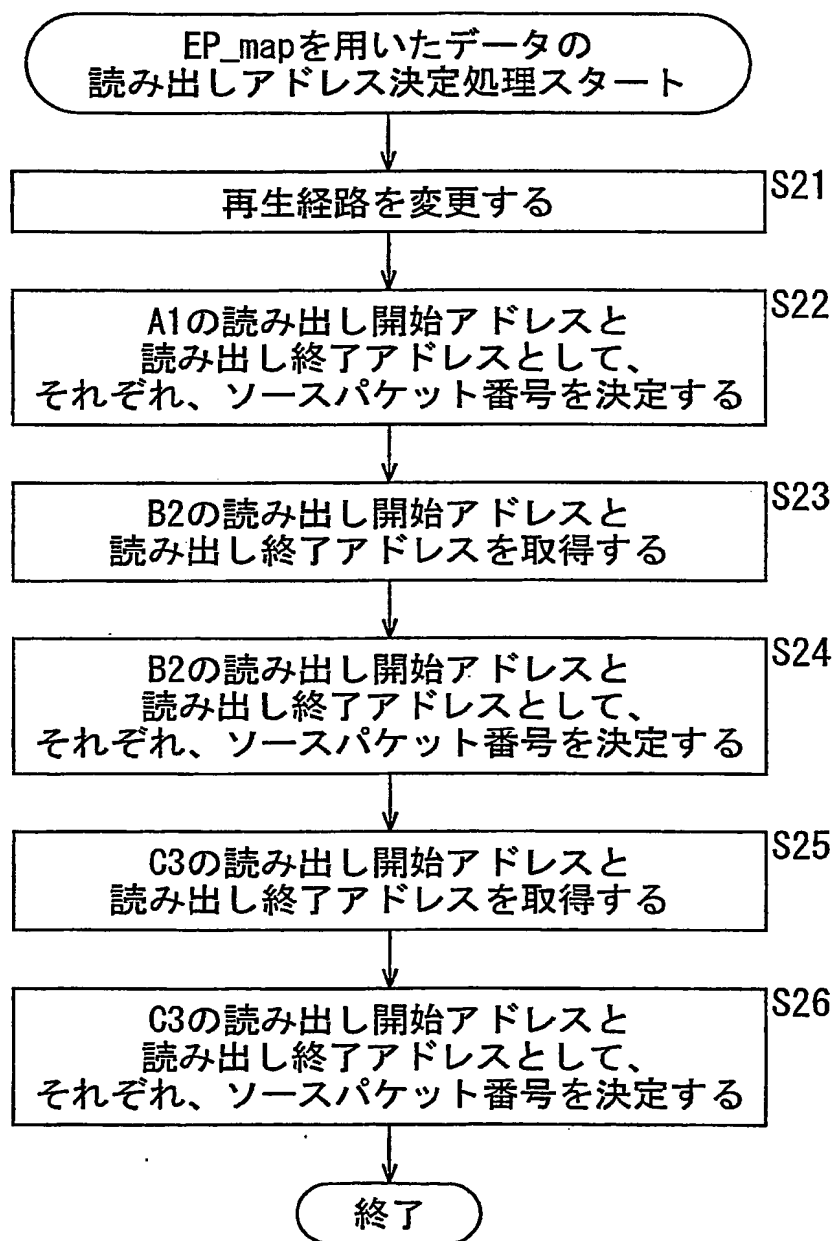 EP_mapを用いたデータの
読み出しアドレス決定処理スタート
S21
再生経路を変更する
S22
A1の読み出し開始アドレスと
読み出し終了アドレスとして、
それぞれ、ソースパケット番号を決定する
S23
B2の読み出し開始アドレスと
読み出し終了アドレスを取得する
S24
B2の読み出し開始アドレスと
読み出し終了アドレスとして、
それぞれ、ソースパケット番号を決定する
S25
C3の読み出し開始アドレスと
読み出し終了アドレスを取得する
S26
C3の読み出し開始アドレスと
読み出し終了アドレスとして、
それぞれ、ソースパケット番号を決定する
終了